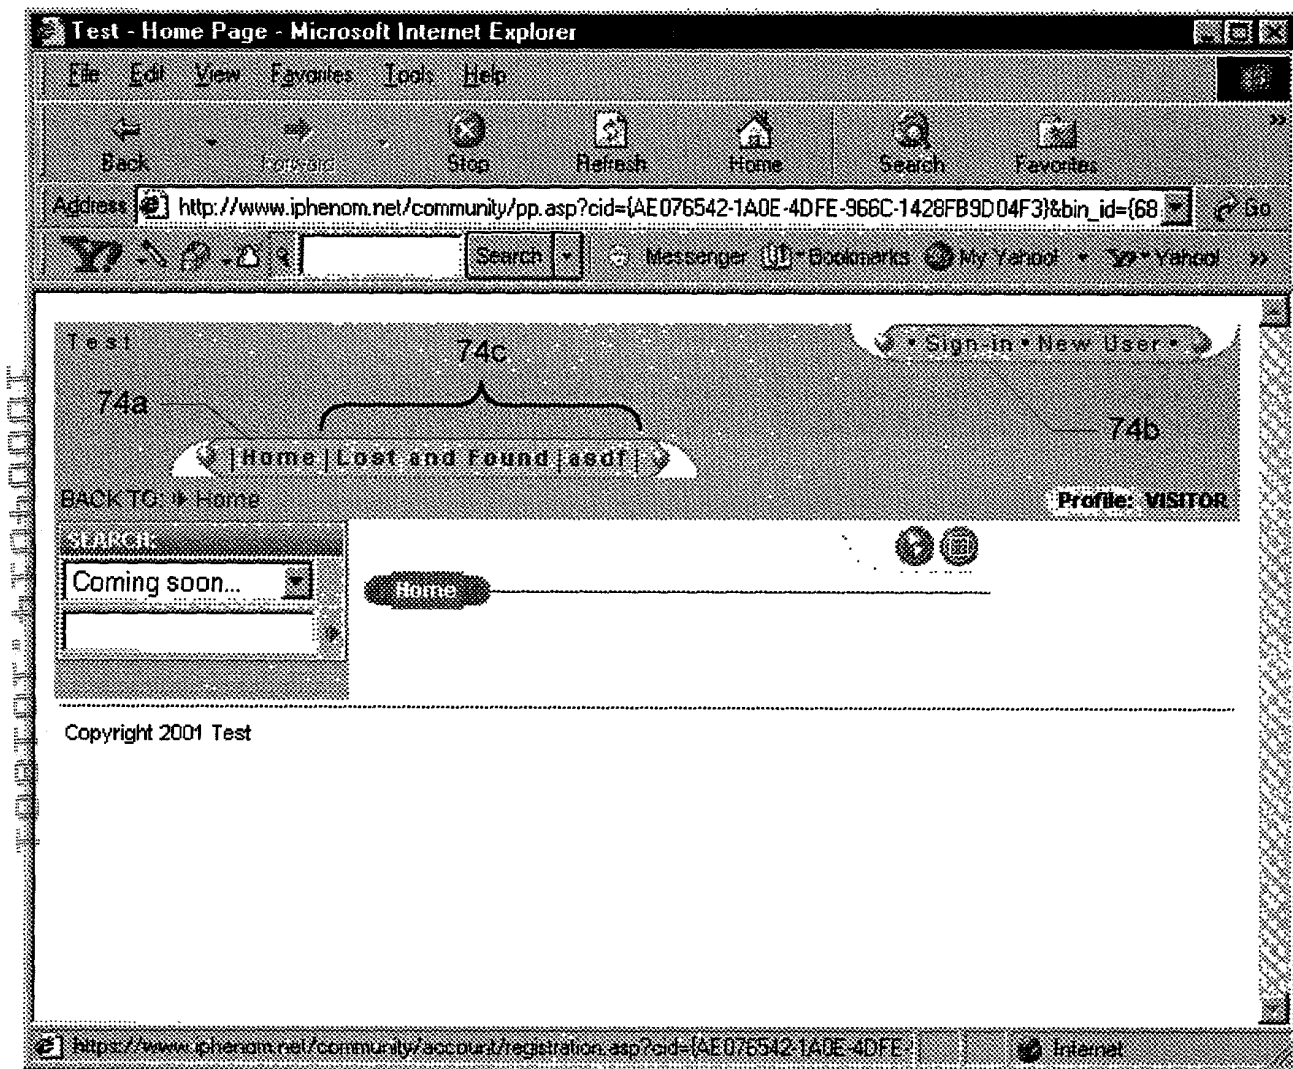 Test - Home Page - Microsoft Internet Explorer
File Edit View Favorites Tools Help
Back Forward Stop Refresh Home Search Favorites
Address http://www.iphenom.net/community/pp.asp?cid={AE076542-1A0E-4DFE-966C-1428FB9D04F3}&bin_id={68 Go
Y! Search Messenger Bookmarks My Yahoo! Yahoo!
Test
74c
• Sign-in • New User •
74a
74b
|Home|Lost and Found|asdf|
BACK TO: Home
Profile: VISITOR
SEARCH:
Coming soon...
Home
Copyright 2001 Test
https://www.iphenom.net/community/account/registration.asp?cid={AE076542-1A0E-4DFE- Internet